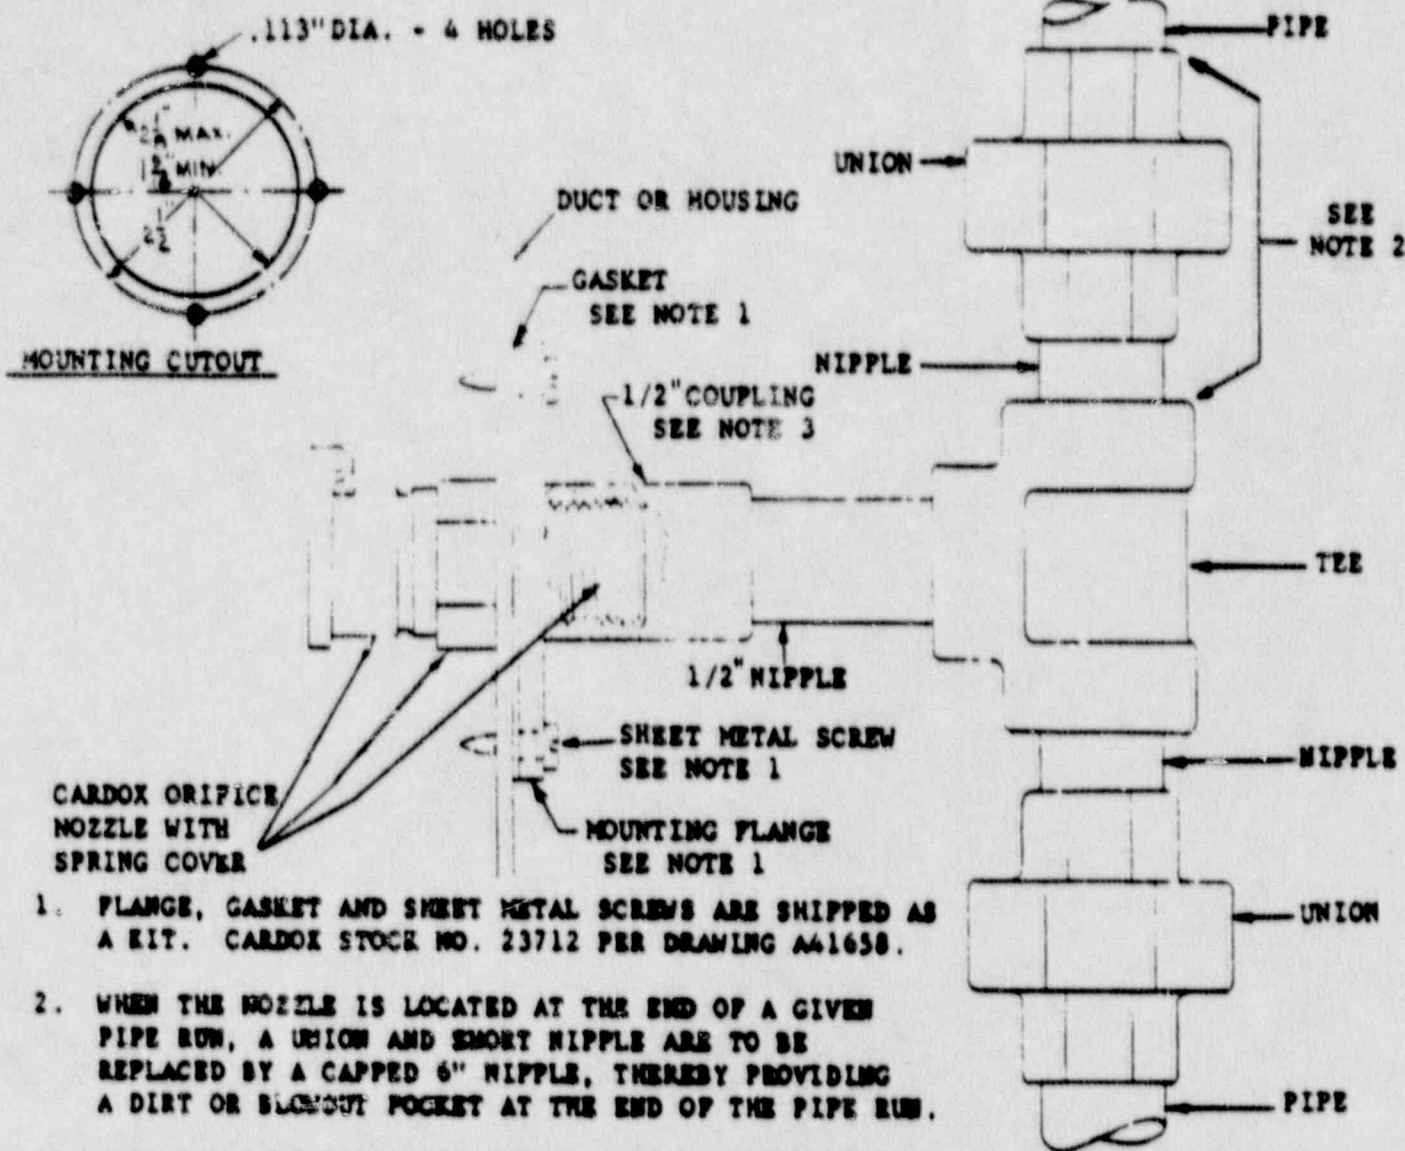 .113" DIA. - 4 HOLES
MAX.
MIN.
2 1/2"
MOUNTING CUTOUT
DUCT OR HOUSING
GASKET
SEE NOTE 1
1/2" COUPLING
SEE NOTE 3
PIPE
UNION
SEE
NOTE 2
NIPPLE
TEE
1/2" NIPPLE
SHEET METAL SCREW
SEE NOTE 1
NIPPLE
CARDOX ORIFICE
NOZZLE WITH
SPRING COVER
MOUNTING FLANGE
SEE NOTE 1
UNION
PIPE
1. FLANGE, GASKET AND SHEET METAL SCREWS ARE SHIPPED AS
A KIT. CARDOX STOCK NO. 23712 PER DRAWING A41658.
2. WHEN THE NOZZLE IS LOCATED AT THE END OF A GIVEN
PIPE RUN, A UNION AND SHORT NIPPLE ARE TO BE
REPLACED BY A CAPPED 6" NIPPLE, THEREBY PROVIDING
A DIRT OR BLOWOUT POCKET AT THE END OF THE PIPE RUN.